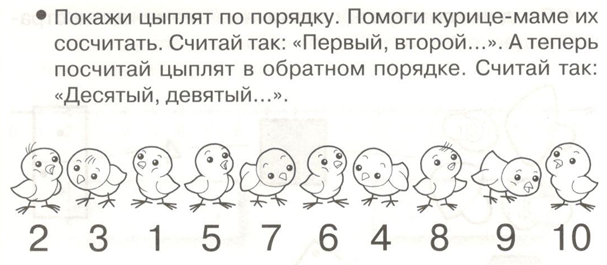 • Покажи цыплят по порядку. Помоги курице-маме их
сосчитать. Считай так: «Первый, второй...». А теперь
посчитай цыплят в обратном порядке. Считай так:
«Десятый, девятый...».
2 3 1 5 7 6 4 8 9 10